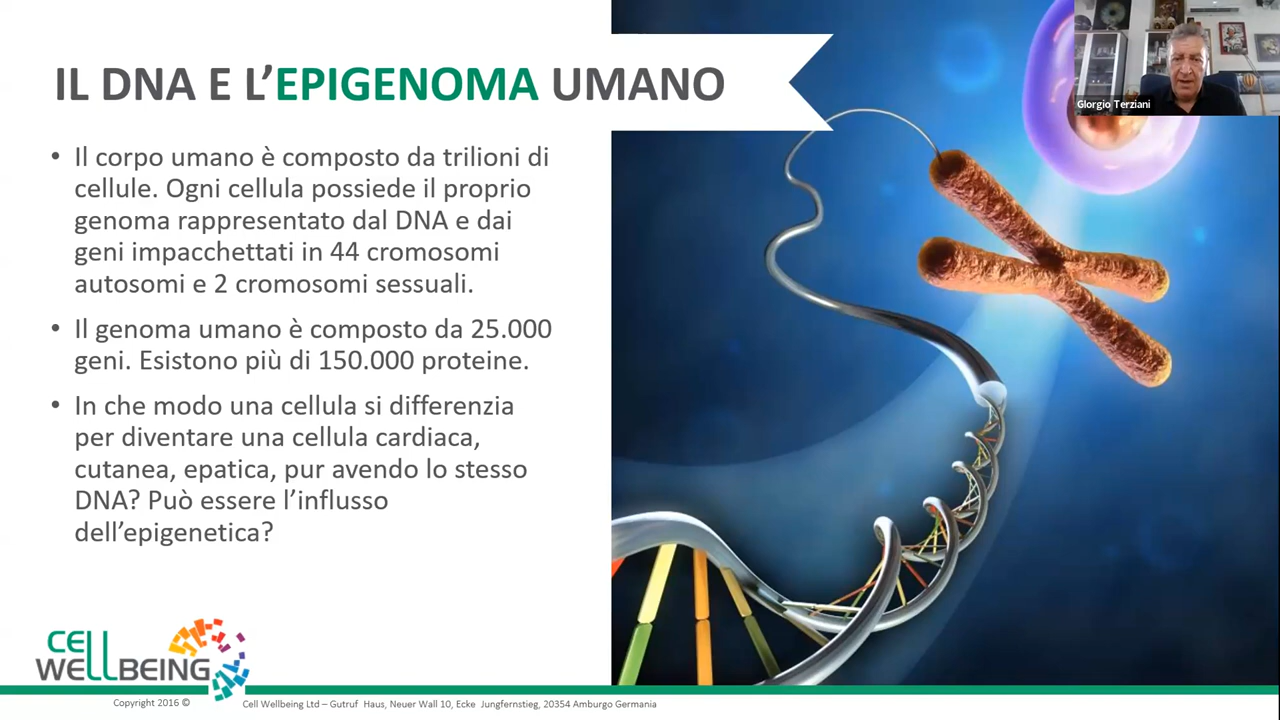 IL DNA E L’EPIGENOMA UMANO
GIorgio Terziani
• Il corpo umano è composto da trilioni di
cellule. Ogni cellula possiede il proprio
genoma rappresentato dal DNA e dai
geni impacchettati in 44 cromosomi
autosomi e 2 cromosomi sessuali.
• Il genoma umano è composto da 25.000
geni. Esistono più di 150.000 proteine.
• In che modo una cellula si differenzia
per diventare una cellula cardiaca,
cutanea, epatica, pur avendo lo stesso
DNA? Può essere l’influsso
dell’epigenetica?
CELL
WELLBEING
Copyright 2016 ©
Cell Wellbeing Ltd – Gutruf Haus, Neuer Wall 10, Ecke Jungfernstieg, 20354 Amburgo Germania